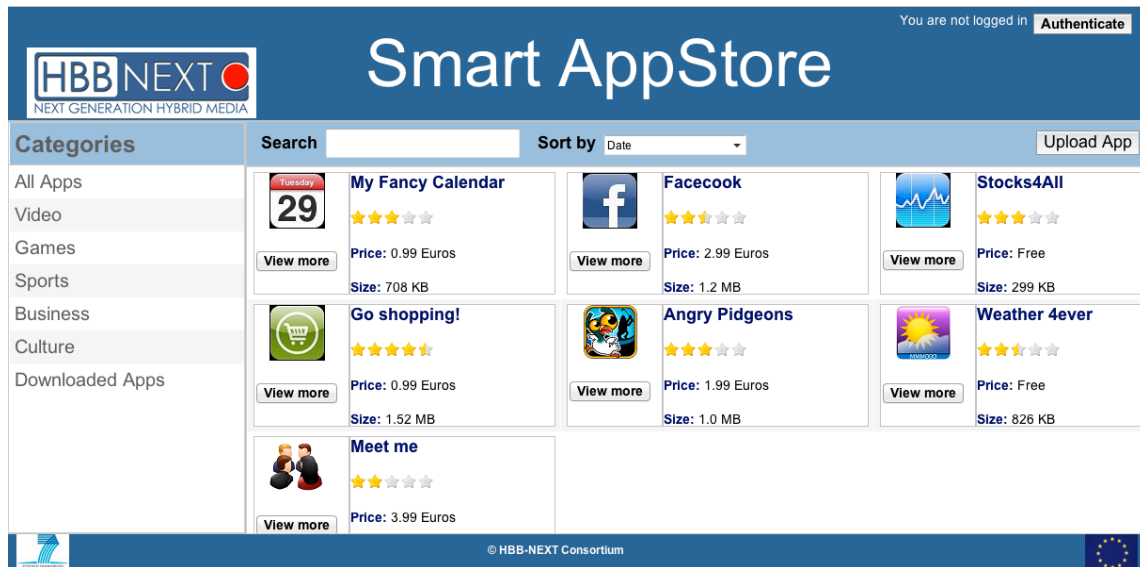 You are not logged in Authenticate
HBB NEXT
NEXT GENERATION HYBRID MEDIA
Smart AppStore
Categories
Search
Sort by Date
Upload App
All Apps
Video
Games
Sports
Business
Culture
Downloaded Apps
Tuesday
29
My Fancy Calendar
View more
Price: 0.99 Euros
Size: 708 KB
f
Facecook
View more
Price: 2.99 Euros
Size: 1.2 MB
Stocks4All
View more
Price: Free
Size: 299 KB
Go shopping!
View more
Price: 0.99 Euros
Size: 1.52 MB
Angry Pidgeons
View more
Price: 1.99 Euros
Size: 1.0 MB
Weather 4ever
View more
Price: Free
Size: 826 KB
Meet me
View more
Price: 3.99 Euros
© HBB-NEXT Consortium